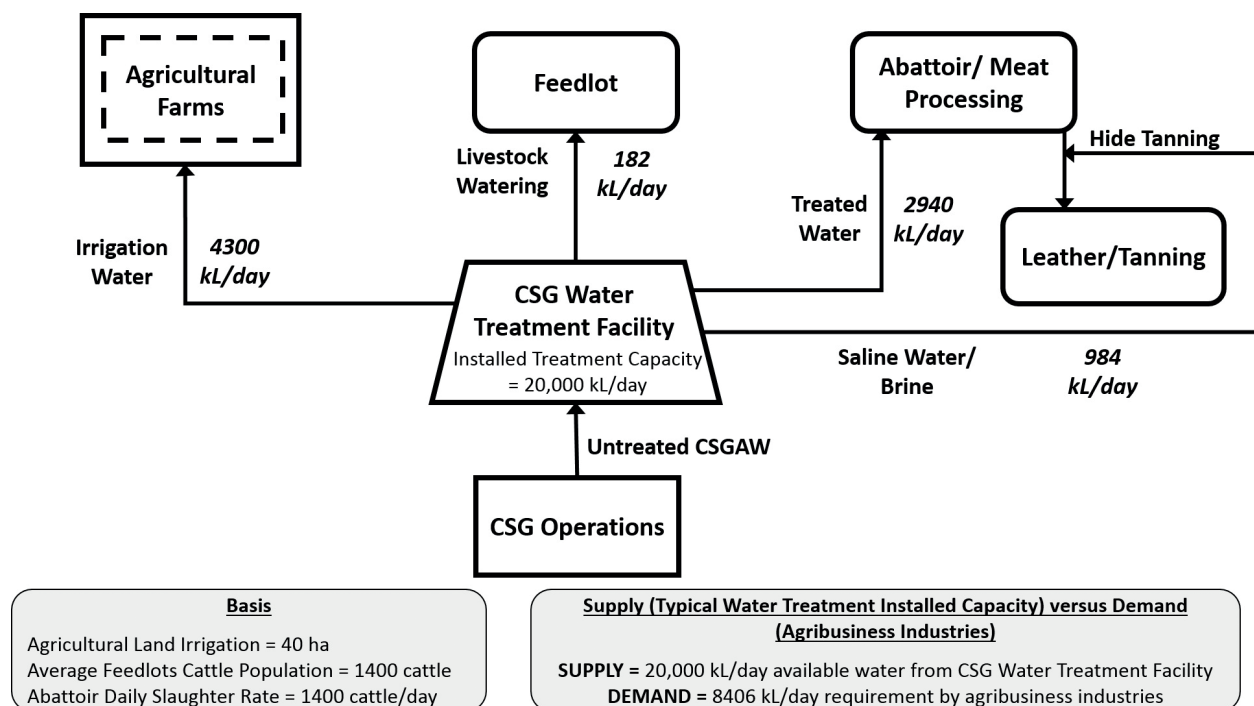 Agricultural
Farms
Feedlot
Abattoir/ Meat
Processing
Hide Tanning
Livestock
Watering
182
kL/day
Treated
Water
2940
kL/day
Leather/Tanning
Irrigation
Water
4300
kL/day
CSG Water
Treatment Facility
Installed Treatment Capacity
= 20,000 kL/day
Saline Water/
Brine
984
kL/day
Untreated CSGAW
CSG Operations
Basis
Agricultural Land Irrigation = 40 ha
Average Feedlots Cattle Population = 1400 cattle
Abattoir Daily Slaughter Rate = 1400 cattle/day
Supply (Typical Water Treatment Installed Capacity) versus Demand
(Agribusiness Industries)
SUPPLY = 20,000 kL/day available water from CSG Water Treatment Facility
DEMAND = 8406 kL/day requirement by agribusiness industries